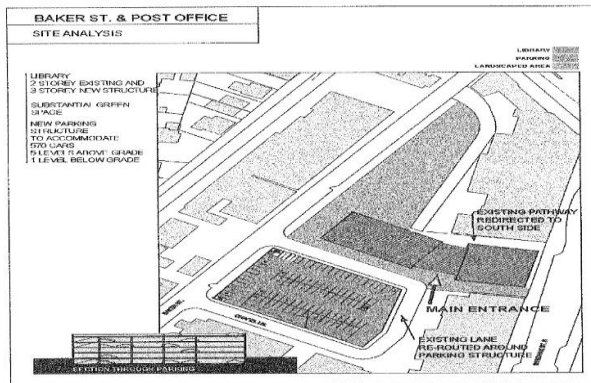 BAKER ST. & POST OFFICE
SITE ANALYSIS
LIBRARY
PARKING
LANDSCAPED AREA
LIBRARY
2 STOREY EXISTING AND
3 STOREY NEW STRUCTURE
SUBSTANTIAL GREEN
SPACE
NEW PARKING
STRUCTURE
TO ACCOMMODATE
570 CARS
5 LEVELS ABOVE GRADE
1 LEVEL BELOW GRADE
EXISTING PATHWAY
REDIRECTED TO
SOUTH SIDE
MAIN ENTRANCE
EXISTING LANE
RE-ROUTED AROUND
PARKING STRUCTURE
SECTION THROUGH PARKING